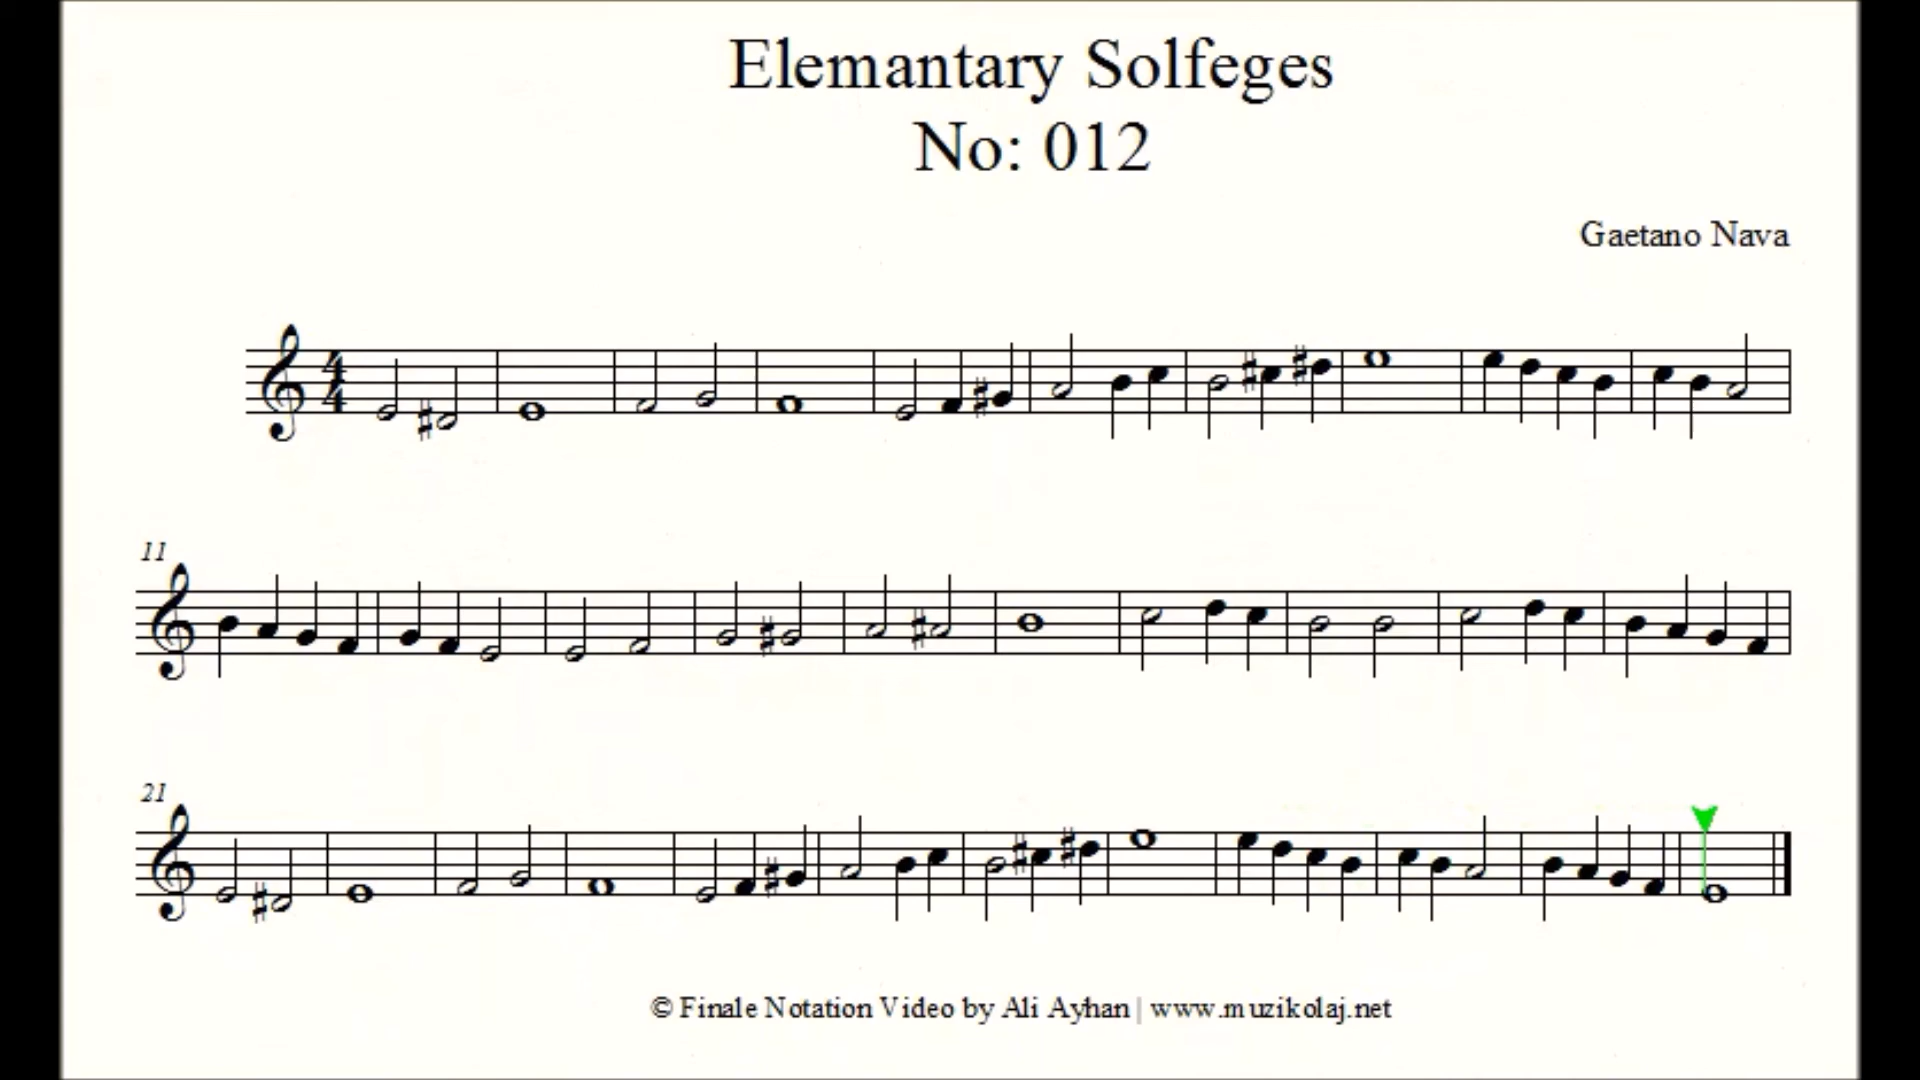 Elemantary Solfeges
No: 012
Gaetano Nava
4
4
11
21
© Finale Notation Video by Ali Ayhan | www.muzikolaj.net